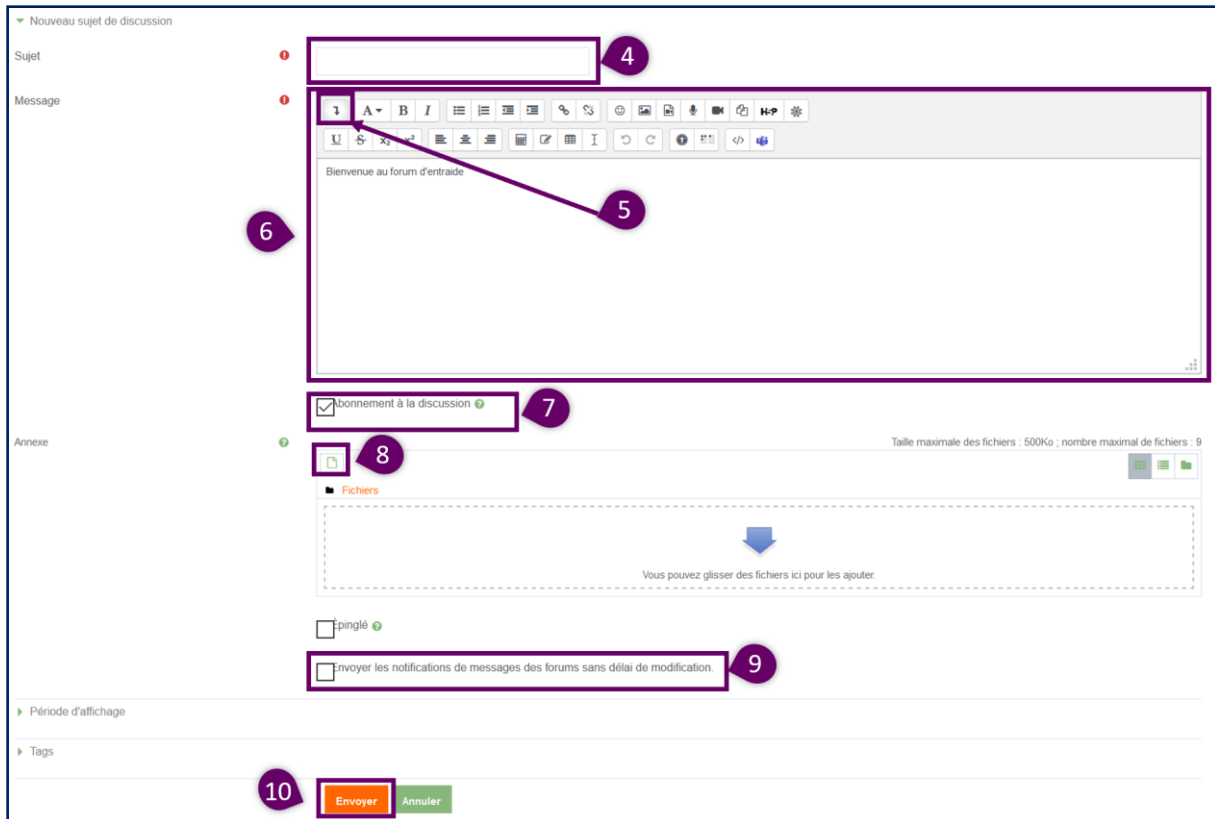 Nouveau sujet de discussion
Sujet
4
Message
A B I H-P
U S x₂ x²
Bienvenue au forum d'entraide
5
6
Abonnement à la discussion
7
Annexe
Taille maximale des fichiers : 500Ko ; nombre maximal de fichiers : 9
8
Fichiers
Vous pouvez glisser des fichiers ici pour les ajouter.
Épinglé
Envoyer les notifications de messages des forums sans délai de modification.
9
Période d'affichage
Tags
10
Envoyer Annuler